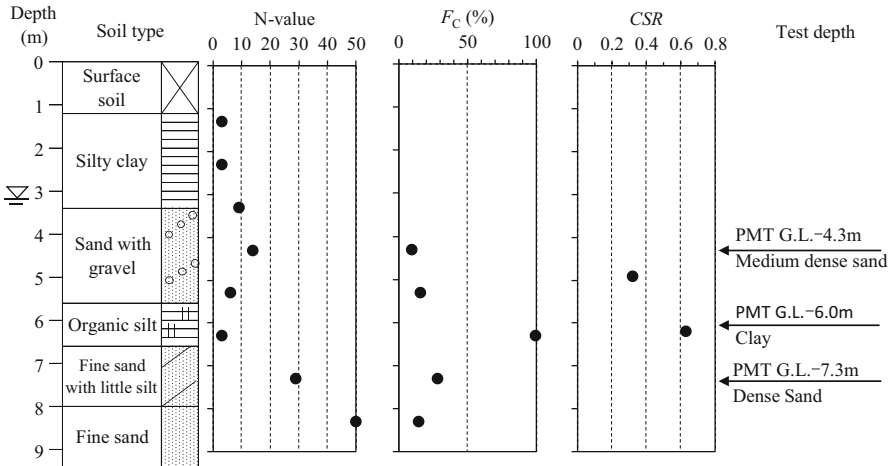 Depth
(m)
Soil type
N-value
0 10 20 30 40 50
F_C (%)
0 50 100
CSR
0 0.2 0.4 0.6 0.8
Test depth
0
1
2
3
4
5
6
7
8
9
Surface
soil
Silty clay
Sand with
gravel
Organic silt
Fine sand
with little silt
Fine sand
PMT G.L.−4.3m
Medium dense sand
PMT G.L.−6.0m
Clay
PMT G.L.−7.3m
Dense Sand